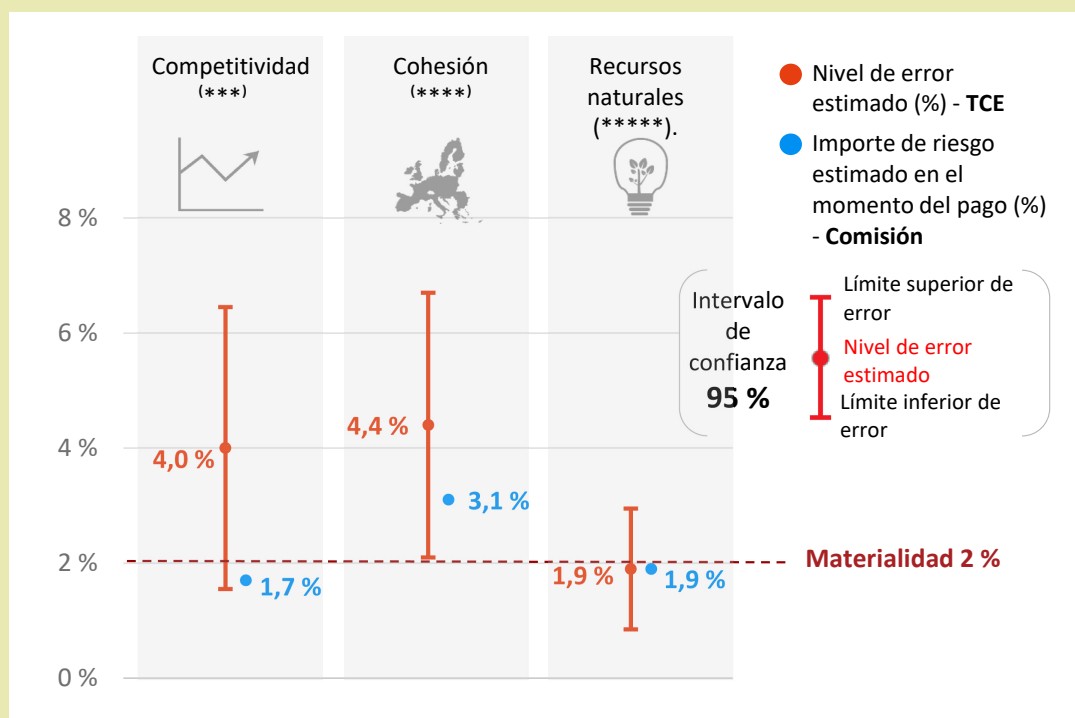 Competitividad
(***)
Cohesión
(****)
Recursos
naturales
(*****).
Nivel de error
estimado (%) - TCE
Importe de riesgo
estimado en el
momento del pago (%)
- Comisión
Intervalo
de
confianza
95 %
Límite superior de
error
Nivel de error
estimado
Límite inferior de
error
8 %
6 %
4 %
2 %
0 %
4,0 %
1,7 %
4,4 %
3,1 %
1,9 %
1,9 %
Materialidad 2 %